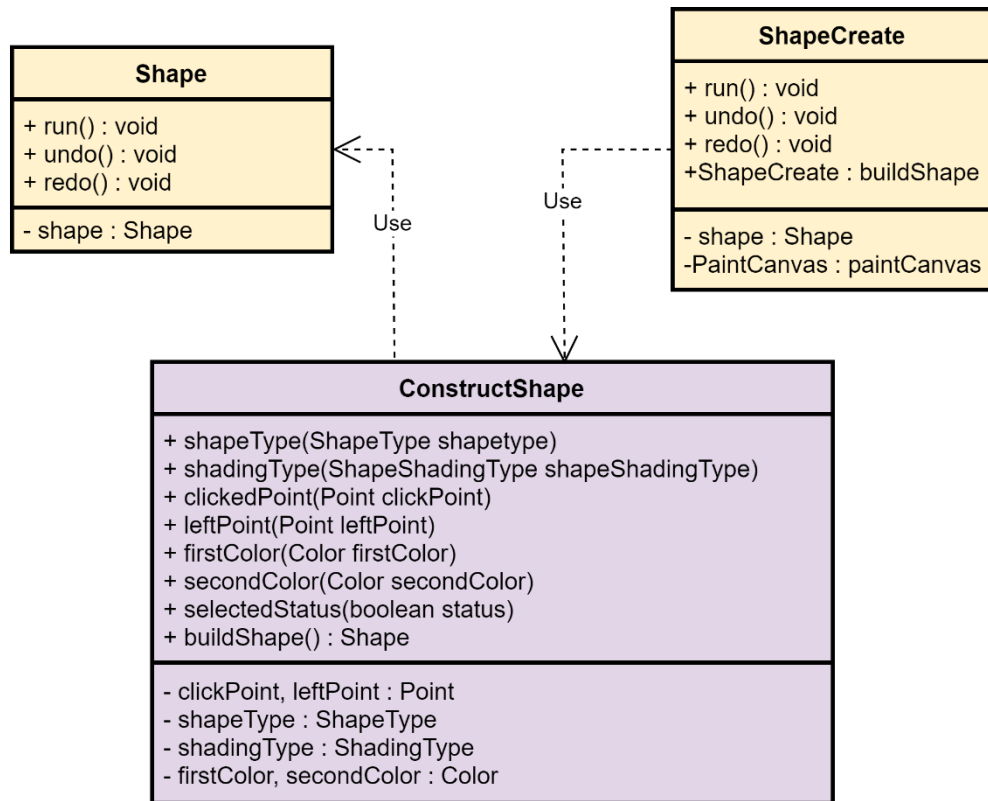 Shape
+ run() : void
+ undo() : void
+ redo() : void
- shape : Shape
ShapeCreate
+ run() : void
+ undo() : void
+ redo() : void
+ShapeCreate : buildShape
- shape : Shape
-PaintCanvas : paintCanvas
Use
Use
ConstructShape
+ shapeType(ShapeType shapetype)
+ shadingType(ShapeShadingType shapeShadingType)
+ clickedPoint(Point clickPoint)
+ leftPoint(Point leftPoint)
+ firstColor(Color firstColor)
+ secondColor(Color secondColor)
+ selectedStatus(boolean status)
+ buildShape() : Shape
- clickPoint, leftPoint : Point
- shapeType : ShapeType
- shadingType : ShadingType
- firstColor, secondColor : Color